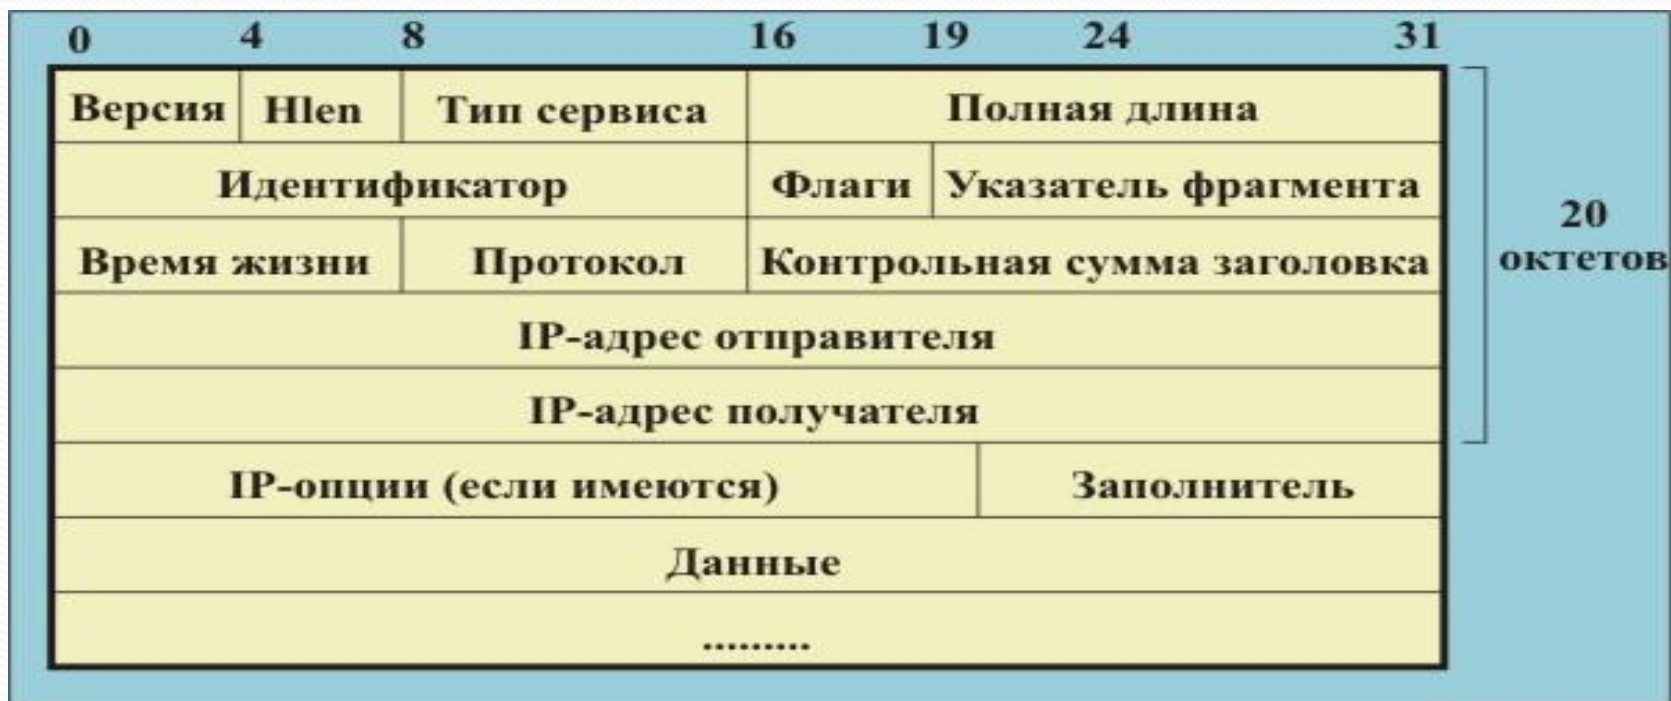 0 4 8 16 19 24 31
Версия Hlen Тип сервиса Полная длина
Идентификатор Флаги Указатель фрагмента
Время жизни Протокол Контрольная сумма заголовка
IP-адрес отправителя
IP-адрес получателя
IP-опции (если имеются) Заполнитель
Данные
.........
20
октетов